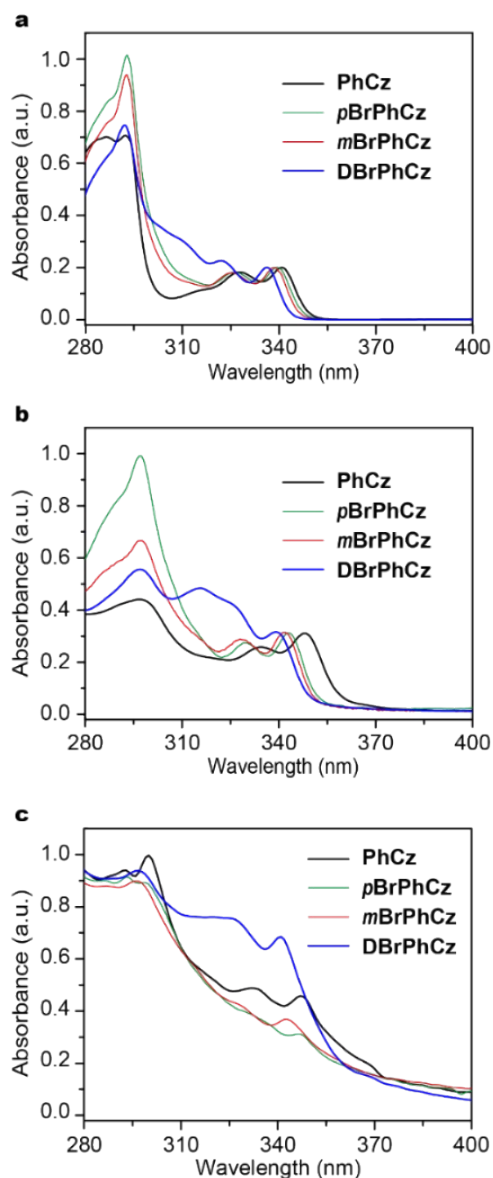 a
Absorbance (a.u.)
1.0
0.8
0.6
0.4
0.2
0.0
PhCz
pBrPhCz
mBrPhCz
DBrPhCz
280 310 340 370 400
Wavelength (nm)
b
Absorbance (a.u.)
1.0
0.8
0.6
0.4
0.2
0.0
PhCz
pBrPhCz
mBrPhCz
DBrPhCz
280 310 340 370 400
Wavelength (nm)
c
Absorbance (a.u.)
1.0
0.8
0.6
0.4
0.2
0.0
PhCz
pBrPhCz
mBrPhCz
DBrPhCz
280 310 340 370 400
Wavelength (nm)